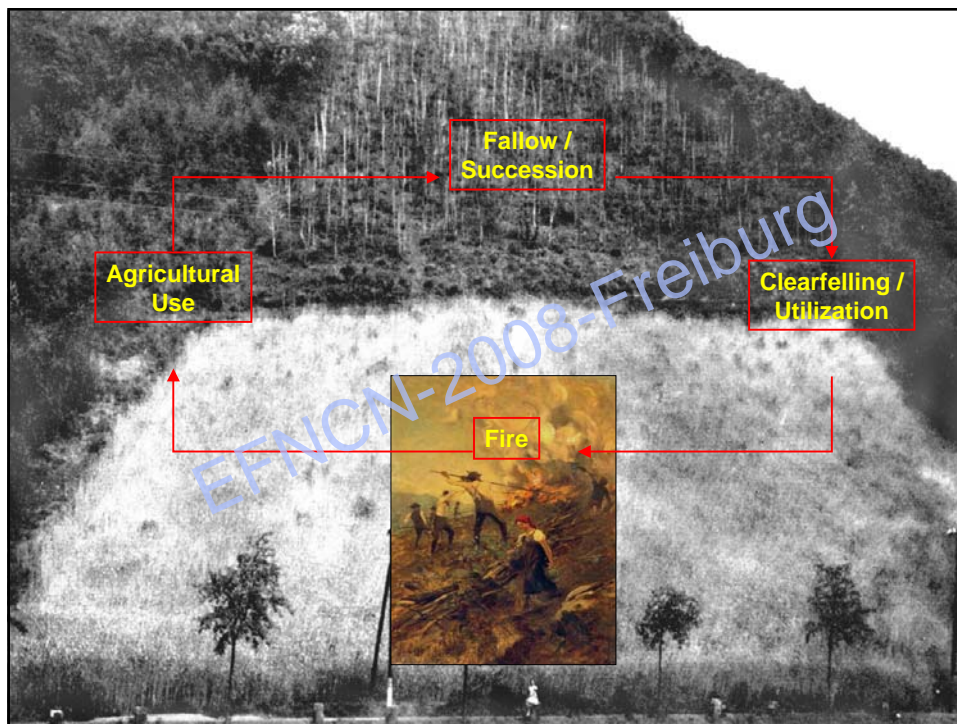 Fallow /
Succession
Agricultural
Use
Clearfelling /
Utilization
Fire
EFNCN-2008-Freiburg